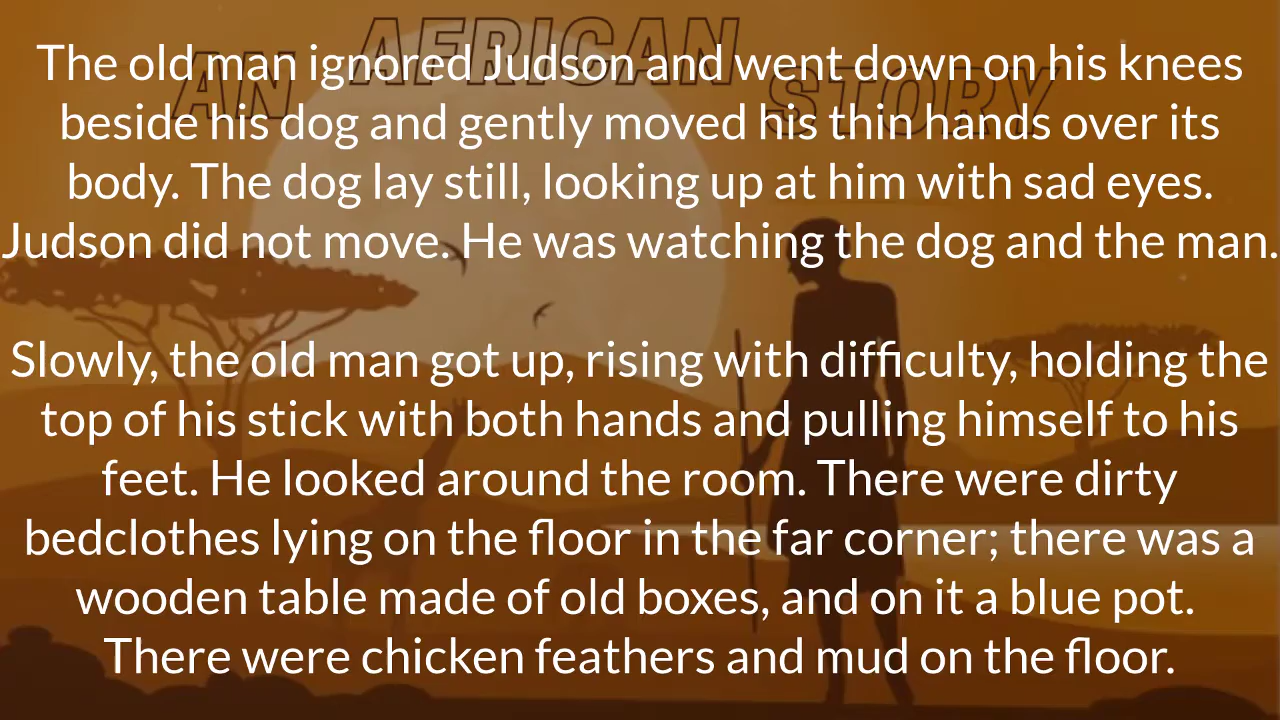 AN AFRICAN STORY
The old man ignored Judson and went down on his knees
beside his dog and gently moved his thin hands over its
body. The dog lay still, looking up at him with sad eyes.
Judson did not move. He was watching the dog and the man.
Slowly, the old man got up, rising with difficulty, holding the
top of his stick with both hands and pulling himself to his
feet. He looked around the room. There were dirty
bedclothes lying on the floor in the far corner; there was a
wooden table made of old boxes, and on it a blue pot.
There were chicken feathers and mud on the floor.